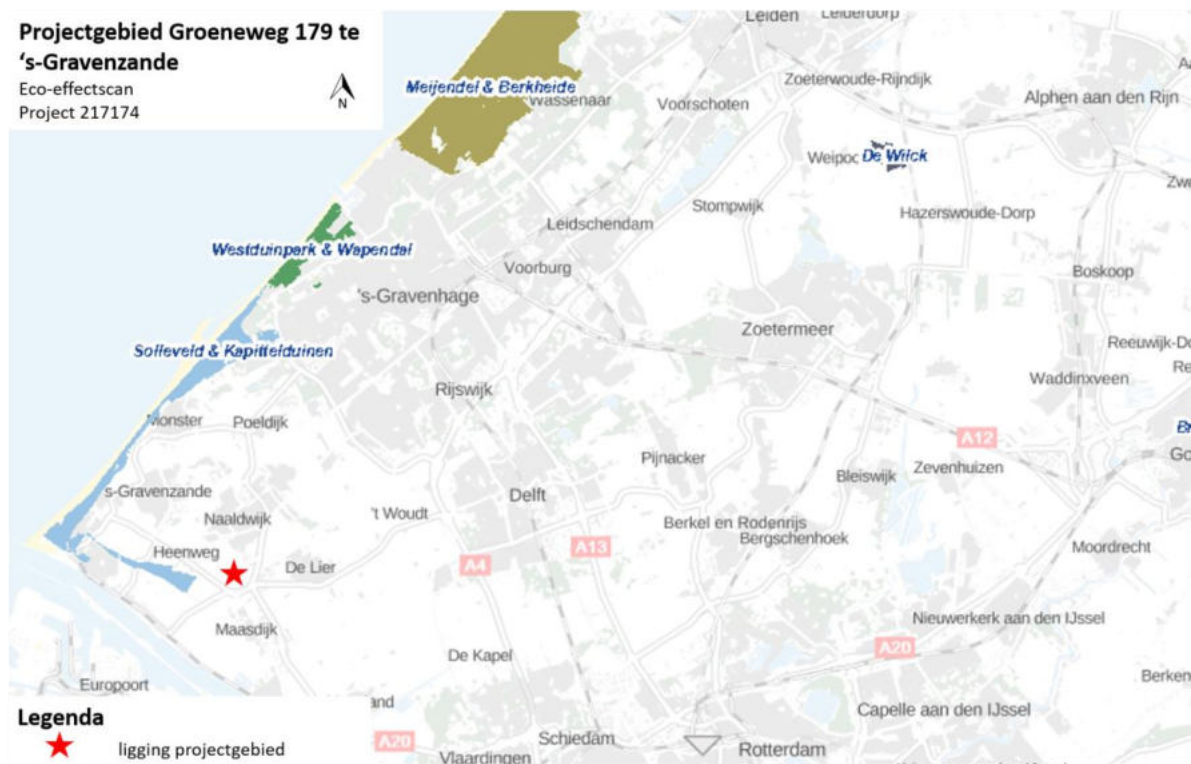 Projectgebied Groeneweg 179 te
‘s-Gravenzande
Eco-effectscan
Project 217174
N
Leiden
Leiderdorp
Meijendel & Berkheide
Wassenaar
Voorschoten
Zoeterwoude-Rijndijk
Alphen aan den Rijn
De Wilck
Stompwijk
Hazerswoude-Dorp
Leidschendam
Westduinpark & Wapendal
Voorburg
Boskoop
's-Gravenhage
Zoetermeer
Solleveld & Kapittelduinen
Reeuwijk-Do
Rijswijk
Waddinxveen
Monster
Poeldijk
A12
Pijnacker
Bleiswijk
Zevenhuizen
s-Gravenzande
Delft
Naaldwijk
't Woudt
Berkel en Rodenrijs
Bergschenhoek
A13
Moordrecht
Heenweg
De Lier
A4
Maasdijk
Nieuwerkerk aan den IJssel
De Kapel
A20
Europoort
Capelle aan den IJssel
A20
Schiedam
Vlaardingen
Rotterdam
Legenda
ligging projectgebied